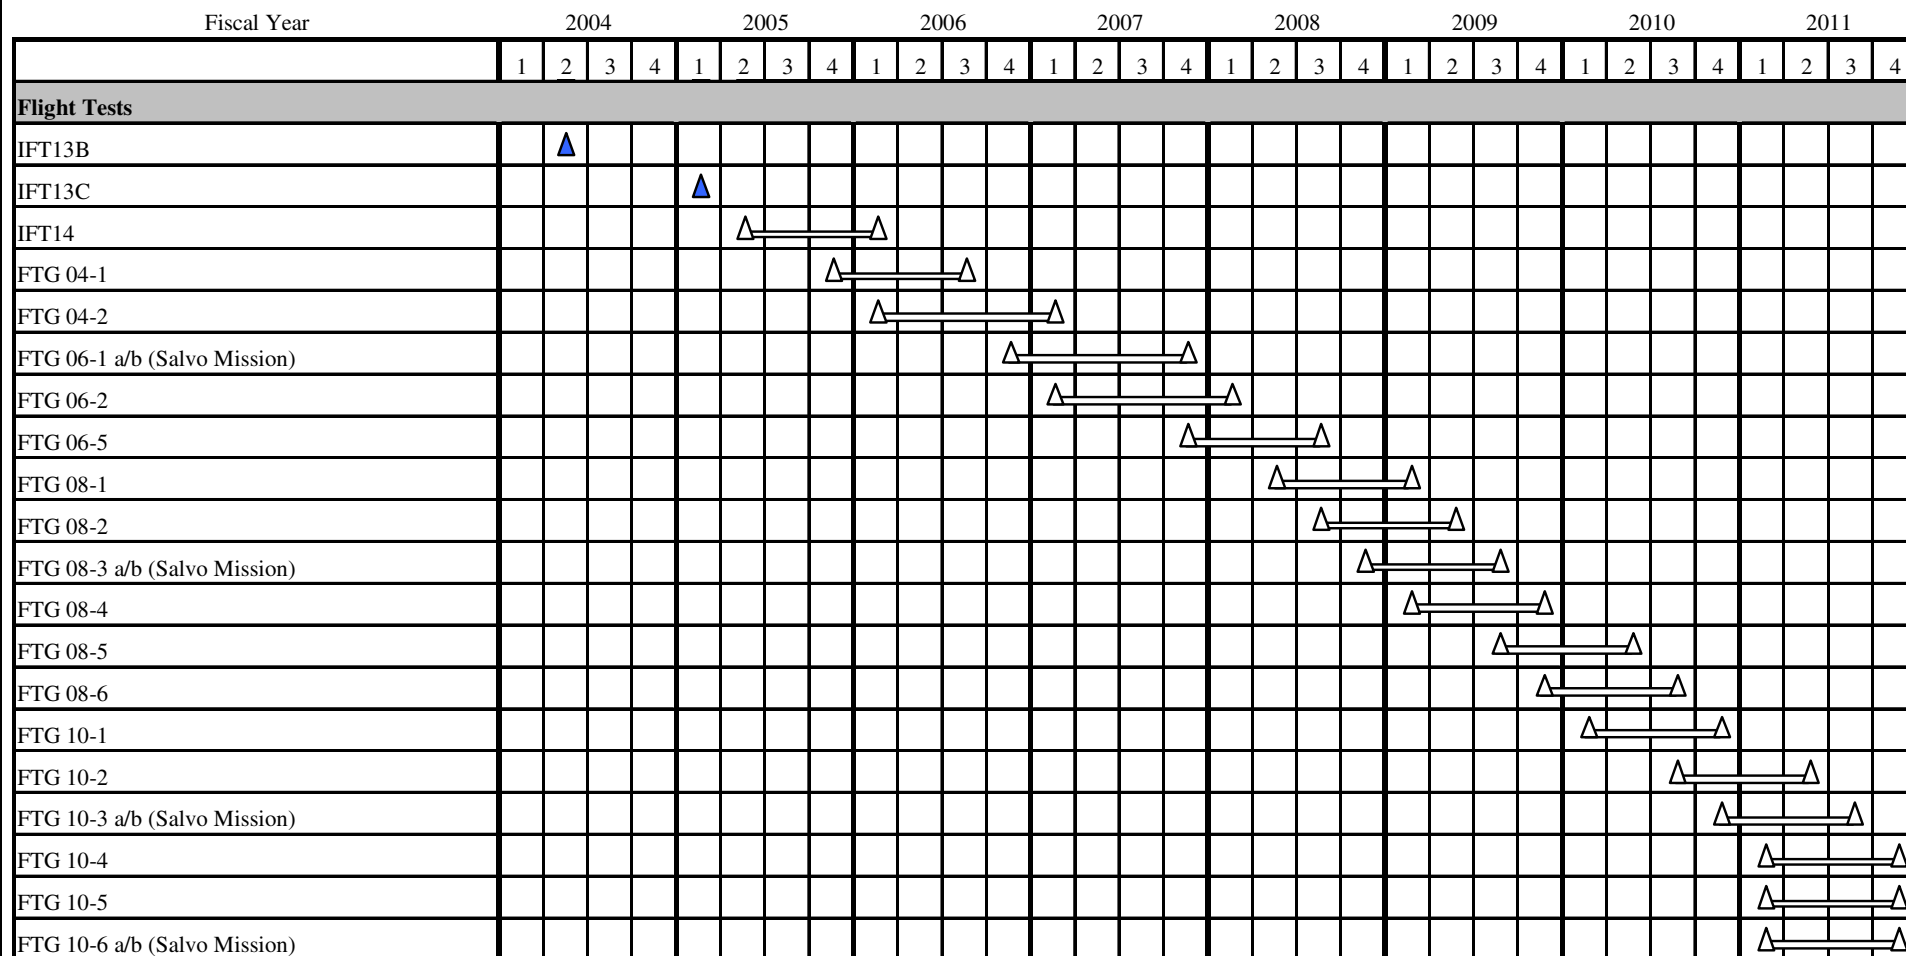 Fiscal Year 2004 2005 2006 2007 2008 2009 2010 2011
1 2 3 4 1 2 3 4 1 2 3 4 1 2 3 4 1 2 3 4 1 2 3 4 1 2 3 4 1 2 3 4
Flight Tests
IFT13B
IFT13C
IFT14
FTG 04-1
FTG 04-2
FTG 06-1 a/b (Salvo Mission)
FTG 06-2
FTG 06-5
FTG 08-1
FTG 08-2
FTG 08-3 a/b (Salvo Mission)
FTG 08-4
FTG 08-5
FTG 08-6
FTG 10-1
FTG 10-2
FTG 10-3 a/b (Salvo Mission)
FTG 10-4
FTG 10-5
FTG 10-6 a/b (Salvo Mission)